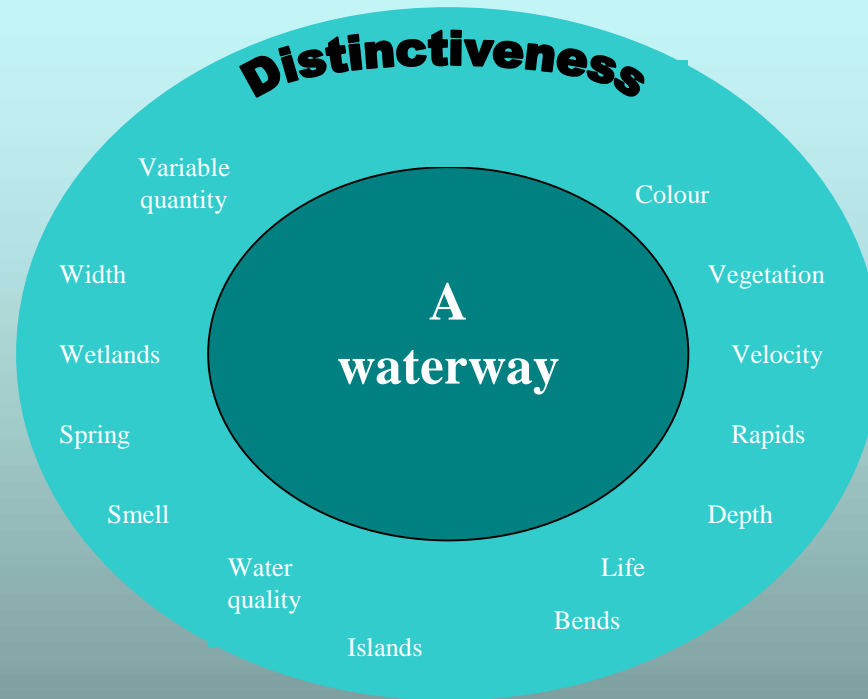 Distinctiveness
Variable
quantity
Colour
Width
Vegetation
A
waterway
Wetlands
Velocity
Spring
Rapids
Smell
Depth
Water
quality
Life
Bends
Islands